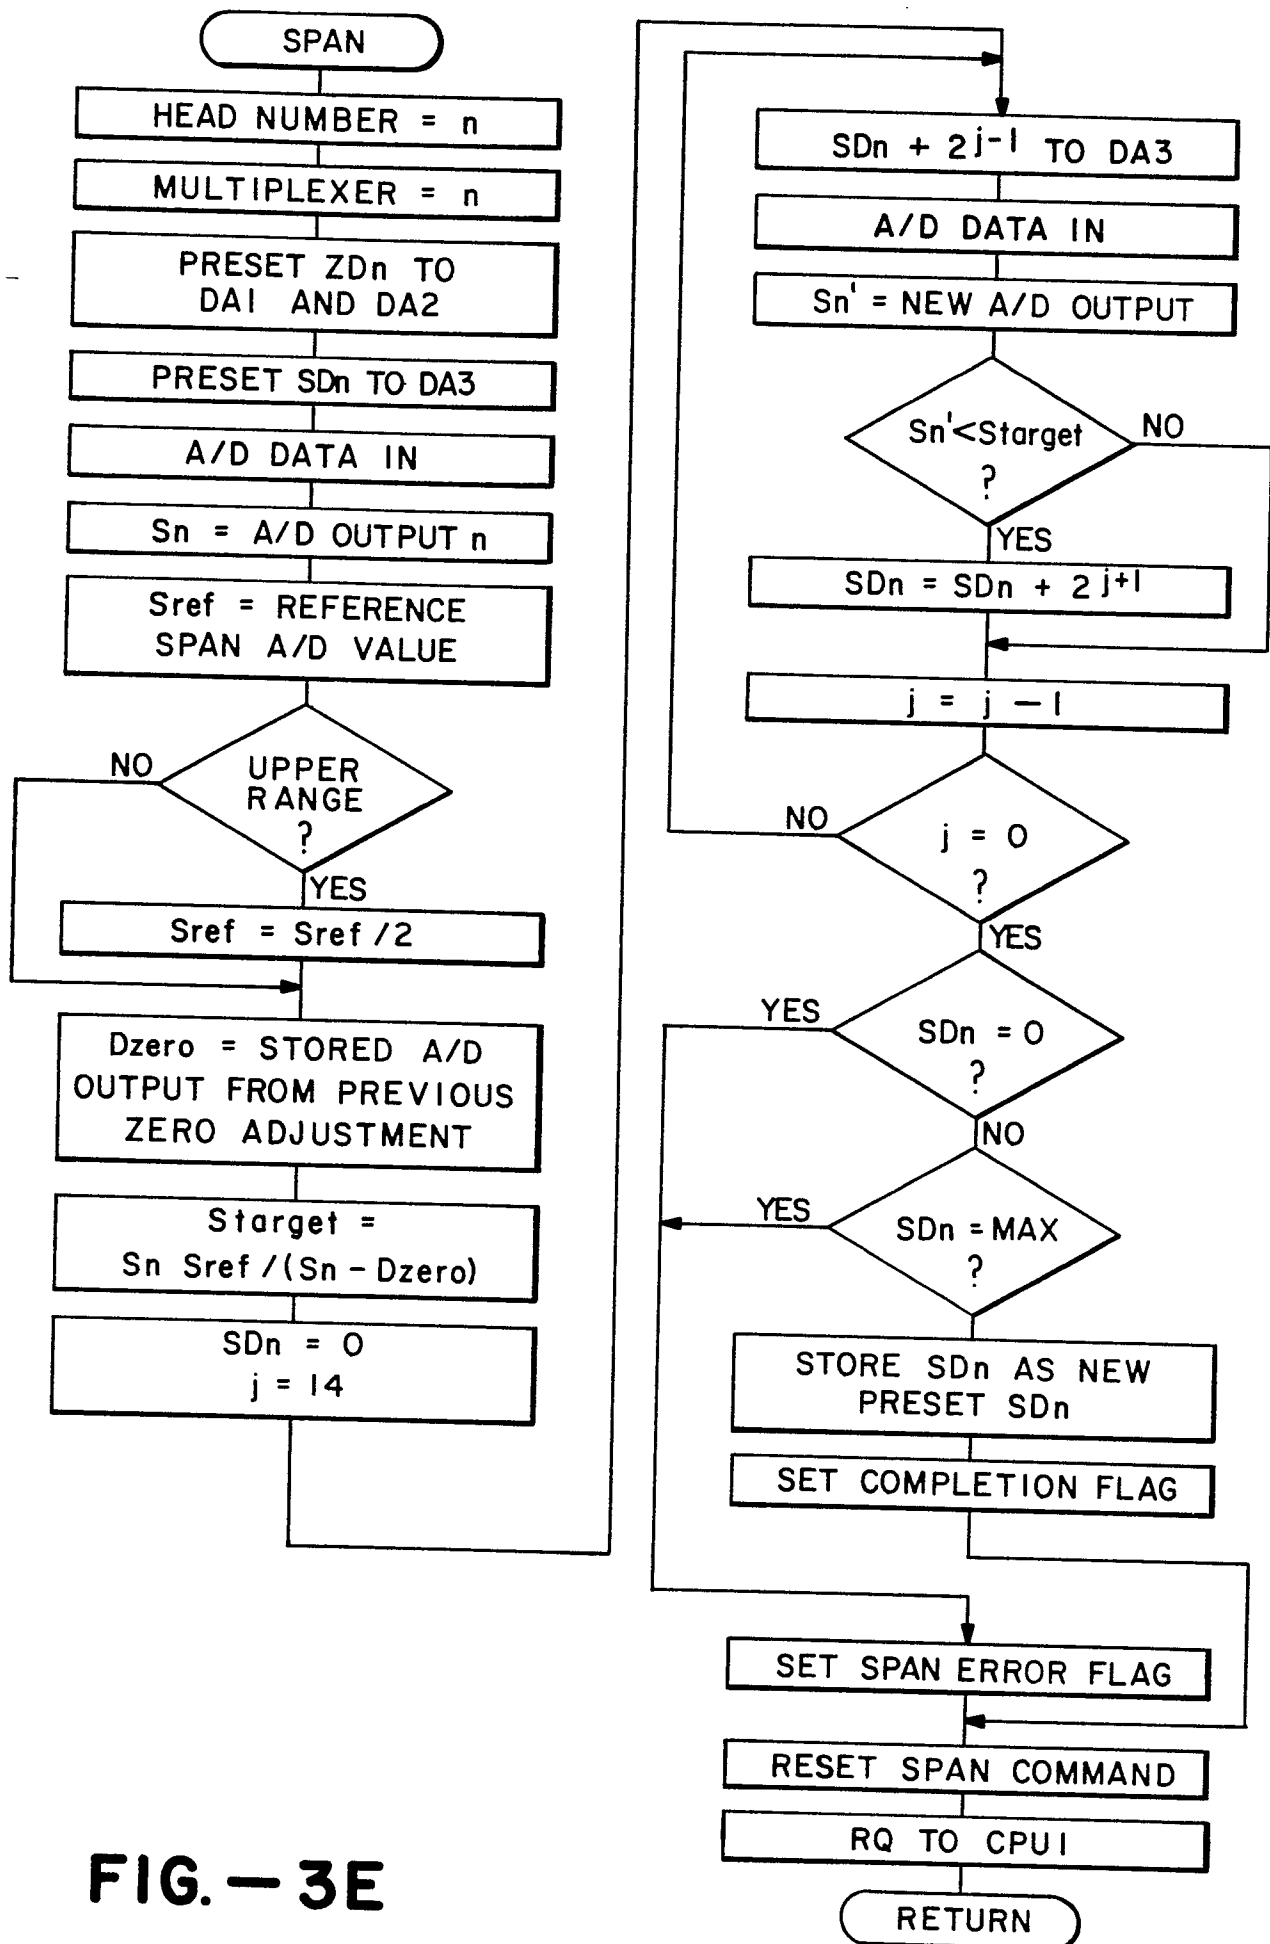 SPAN
HEAD NUMBER = n
MULTIPLEXER = n
PRESET ZDn TO
DA1 AND DA2
PRESET SDn TO DA3
A/D DATA IN
Sn = A/D OUTPUT n
Sref = REFERENCE
SPAN A/D VALUE
NO
UPPER
RANGE
?
YES
Sref = Sref/2
Dzero = STORED A/D
OUTPUT FROM PREVIOUS
ZERO ADJUSTMENT
Starget =
Sn Sref/(Sn - Dzero)
SDn = 0
j = 14
SDn + 2^{j-1} TO DA3
A/D DATA IN
Sn' = NEW A/D OUTPUT
Sn'<Starget
?
NO
YES
SDn = SDn + 2^{j+1}
j = j - 1
NO
j = 0
?
YES
YES
SDn = 0
?
NO
YES
SDn = MAX
?
STORE SDn AS NEW
PRESET SDn
SET COMPLETION FLAG
SET SPAN ERROR FLAG
RESET SPAN COMMAND
RQ TO CPU1
RETURN
FIG. — 3E